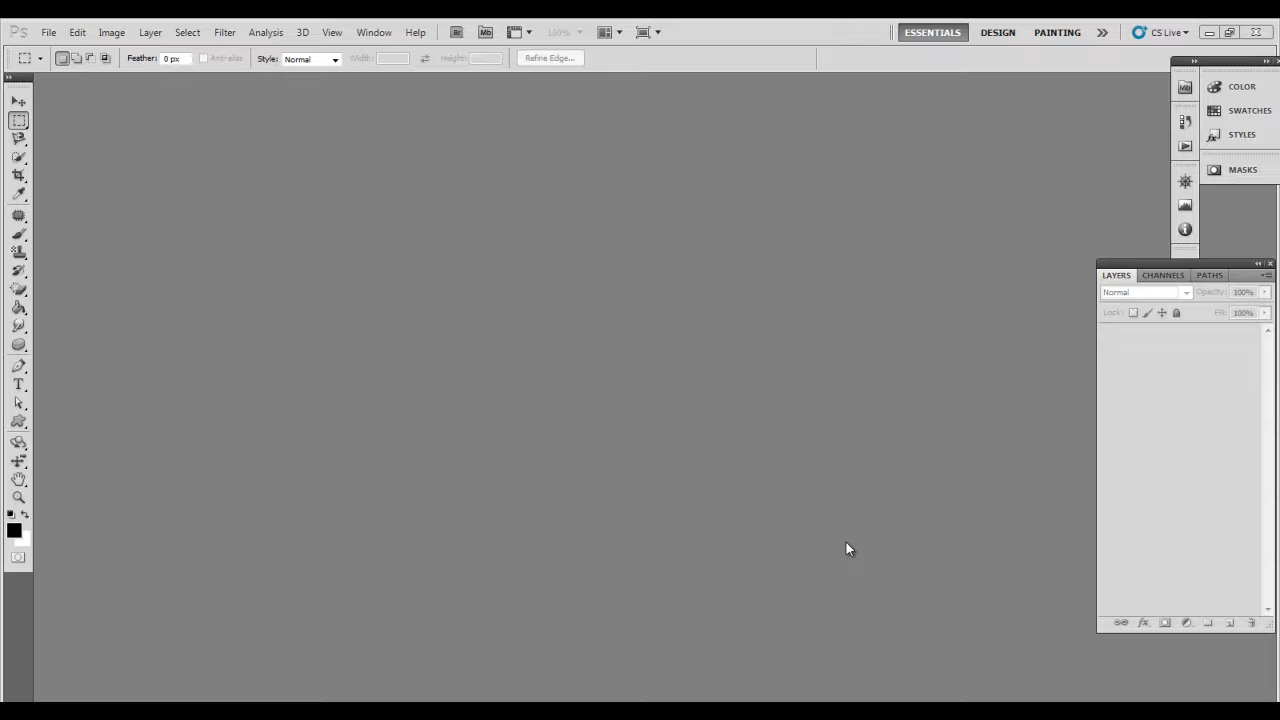 Ps File Edit Image Layer Select Filter Analysis 3D View Window Help Br Mb 100% ESSENTIALS DESIGN PAINTING CS Live
Feather: 0 px Anti-alias Style: Normal Width: Height: Refine Edge...
Mb COLOR
SWATCHES
STYLES
MASKS
LAYERS CHANNELS PATHS
Normal Opacity: 100%
Lock: Fill: 100%